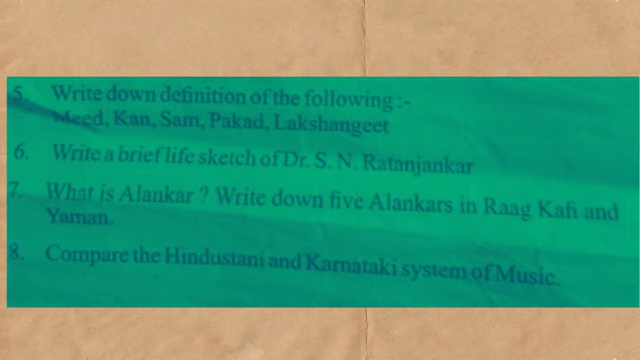 5. Write down definition of the following :-
Meed, Kan, Sam, Pakad, Lakshangeet
6. Write a brief life sketch of Dr. S. N. Ratanjankar
7. What is Alankar ? Write down five Alankars in Raag Kafi and
Yaman.
8. Compare the Hindustani and Karnataki system of Music.